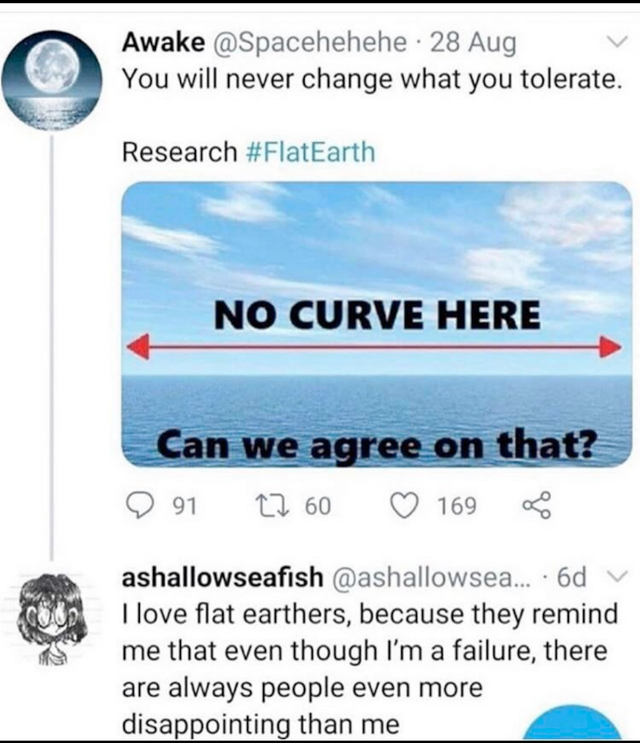 Awake @Spacehehehe · 28 Aug
You will never change what you tolerate.
Research #FlatEarth
NO CURVE HERE
Can we agree on that?
91 60 169
ashallowseafish @ashallowsea... · 6d
I love flat earthers, because they remind
me that even though I'm a failure, there
are always people even more
disappointing than me